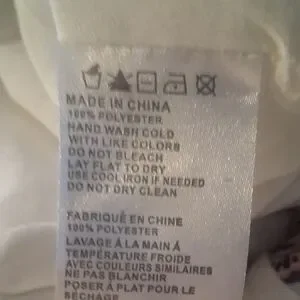 MADE IN CHINA
100% POLYESTER
HAND WASH COLD
WITH LIKE COLORS
DO NOT BLEACH
LAY FLAT TO DRY
USE COOL IRON IF NEEDED
DO NOT DRY CLEAN
FABRIQUÉ EN CHINE
100% POLYESTER
LAVAGE À LA MAIN À
TEMPÉRATURE FROIDE
AVEC COULEURS SIMILAIRES
NE PAS BLANCHIR
POSER À PLAT POUR LE
SECHAGE